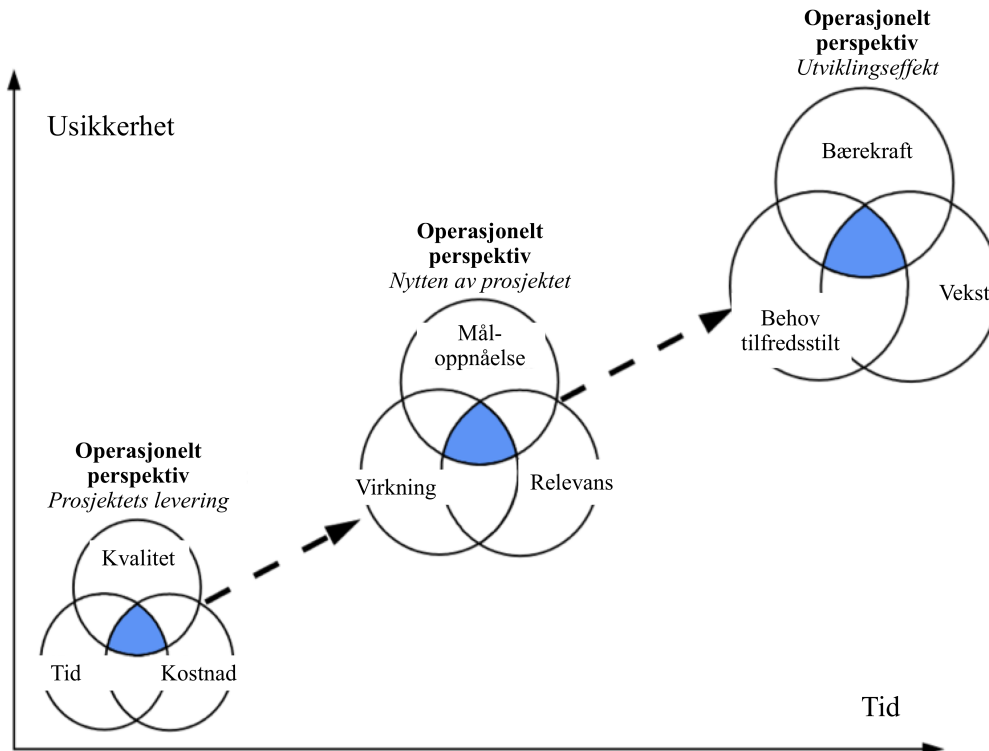 Operasjonelt
perspektiv
Utviklingseffekt
Usikkerhet
Bærekraft
Behov
tilfredsstilt
Vekst
Operasjonelt
perspektiv
Nytten av prosjektet
Mål-
oppnåelse
Virkning
Relevans
Operasjonelt
perspektiv
Prosjektets levering
Kvalitet
Tid
Kostnad
Tid